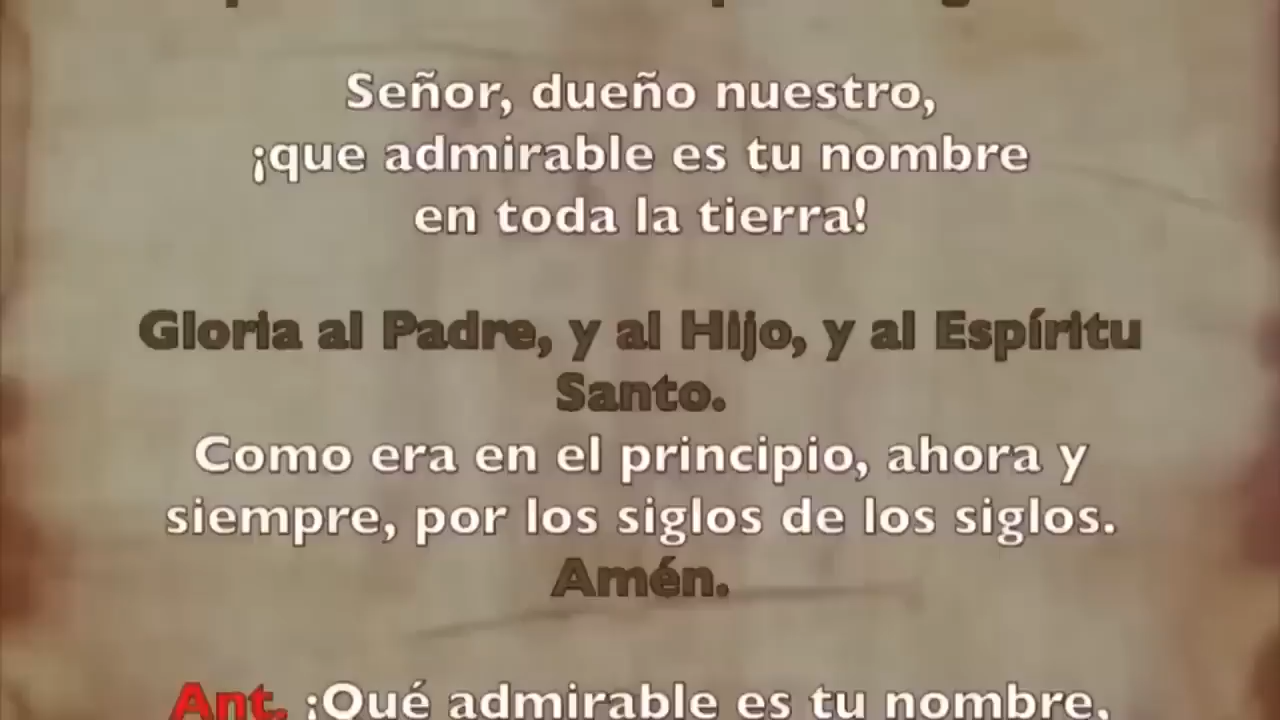 Señor, dueño nuestro,
¡que admirable es tu nombre
en toda la tierra!
Gloria al Padre, y al Hijo, y al Espíritu
Santo.
Como era en el principio, ahora y
siempre, por los siglos de los siglos.
Amén.
Ant. ¡Qué admirable es tu nombre,